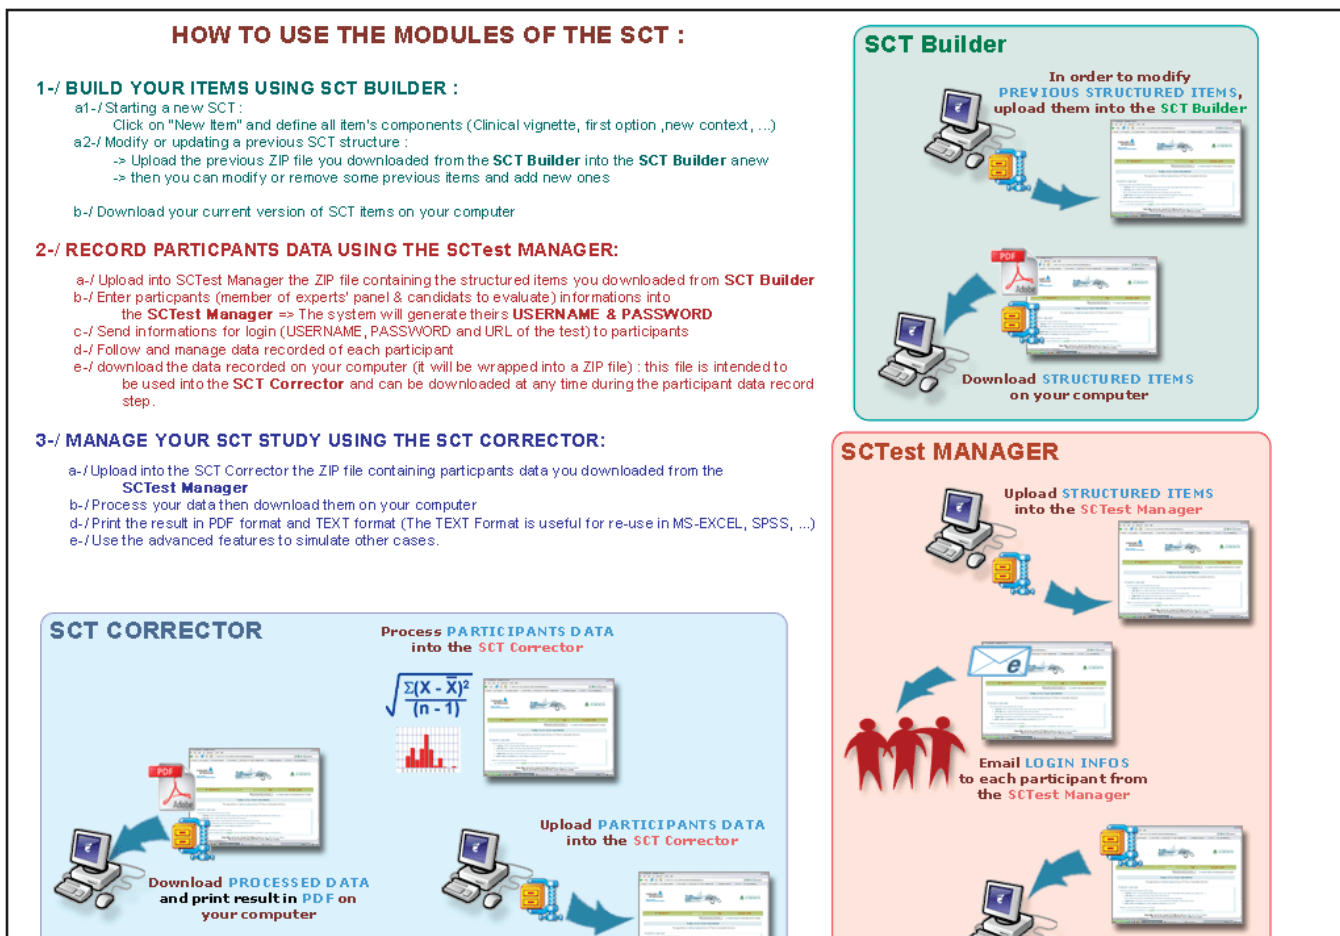 HOW TO USE THE MODULES OF THE SCT :
1-/ BUILD YOUR ITEMS USING SCT BUILDER :
a1-/ Starting a new SCT :
Click on "New Item" and define all item's components (Clinical vignette, first option ,new context, ...)
a2-/ Modify or updating a previous SCT structure :
-> Upload the previous ZIP file you downloaded from the SCT Builder into the SCT Builder anew
-> then you can modify or remove some previous items and add new ones
b-/ Download your current version of SCT items on your computer
2-/ RECORD PARTICPANTS DATA USING THE SCTest MANAGER:
a-/ Upload into SCTest Manager the ZIP file containing the structured items you downloaded from SCT Builder
b-/ Enter particpants (member of experts' panel & candidats to evaluate) informations into
the SCTest Manager => The system will generate theirs USERNAME & PASSWORD
c-/ Send informations for login (USERNAME, PASSWORD and URL of the test) to participants
d-/ Follow and manage data recorded of each participant
e-/ download the data recorded on your computer (it will be wrapped into a ZIP file) : this file is intended to
be used into the SCT Corrector and can be downloaded at any time during the participant data record
step.
3-/ MANAGE YOUR SCT STUDY USING THE SCT CORRECTOR:
a-/ Upload into the SCT Corrector the ZIP file containing particpants data you downloaded from the
SCTest Manager
b-/ Process your data then download them on your computer
d-/ Print the result in PDF format and TEXT format (The TEXT Format is useful for re-use in MS-EXCEL, SPSS, ...)
e-/ Use the advanced features to simulate other cases.
SCT Builder
In order to modify
PREVIOUS STRUCTURED ITEMS,
upload them into the SCT Builder
PDF
Adobe
Download STRUCTURED ITEMS
on your computer
SCTest MANAGER
Upload STRUCTURED ITEMS
into the SCTest Manager
Email LOGIN INFOS
to each participant from
the SCTest Manager
SCT CORRECTOR
Process PARTICIPANTS DATA
into the SCT Corrector
√Σ(X - X̅)²
(n - 1)
PDF
Adobe
Download PROCESSED DATA
and print result in PDF on
your computer
Upload PARTICIPANTS DATA
into the SCT Corrector